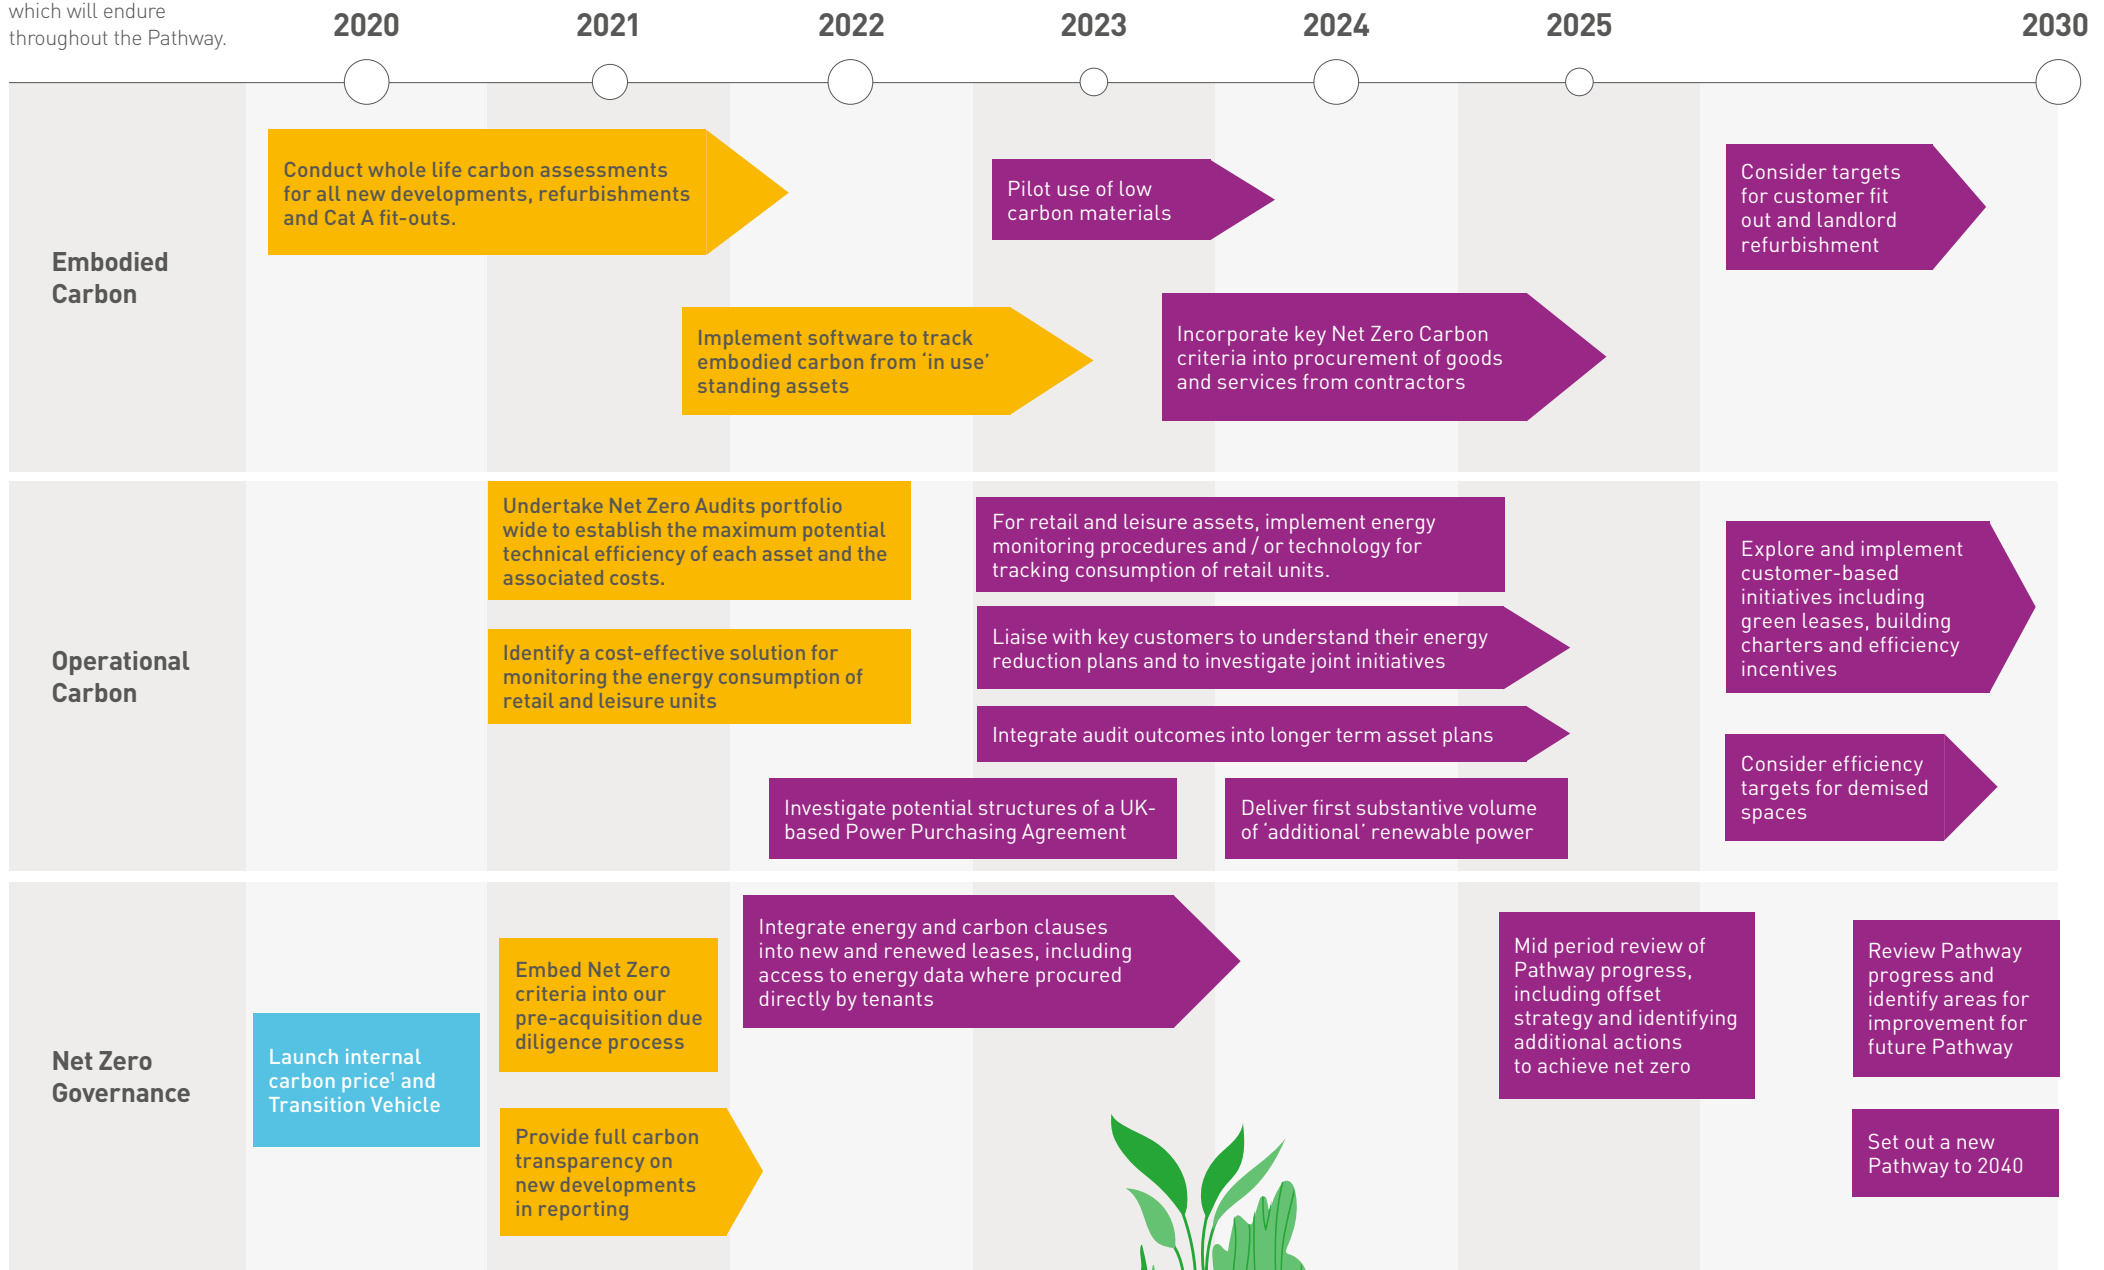 which will endure
throughout the Pathway.
2020 2021 2022 2023 2024 2025 2030
Embodied
Carbon
Conduct whole life carbon assessments
for all new developments, refurbishments
and Cat A fit-outs.
Implement software to track
embodied carbon from ‘in use’
standing assets
Pilot use of low
carbon materials
Incorporate key Net Zero Carbon
criteria into procurement of goods
and services from contractors
Consider targets
for customer fit
out and landlord
refurbishment
Operational
Carbon
Undertake Net Zero Audits portfolio
wide to establish the maximum potential
technical efficiency of each asset and the
associated costs.
Identify a cost-effective solution for
monitoring the energy consumption of
retail and leisure units
For retail and leisure assets, implement energy
monitoring procedures and / or technology for
tracking consumption of retail units.
Liaise with key customers to understand their energy
reduction plans and to investigate joint initiatives
Integrate audit outcomes into longer term asset plans
Investigate potential structures of a UK-
based Power Purchasing Agreement
Deliver first substantive volume
of ‘additional’ renewable power
Explore and implement
customer-based
initiatives including
green leases, building
charters and efficiency
incentives
Consider efficiency
targets for demised
spaces
Net Zero
Governance
Launch internal
carbon price¹ and
Transition Vehicle
Embed Net Zero
criteria into our
pre-acquisition due
diligence process
Provide full carbon
transparency on
new developments
in reporting
Integrate energy and carbon clauses
into new and renewed leases, including
access to energy data where procured
directly by tenants
Mid period review of
Pathway progress,
including offset
strategy and identifying
additional actions
to achieve net zero
Review Pathway
progress and
identify areas for
improvement for
future Pathway
Set out a new
Pathway to 2040